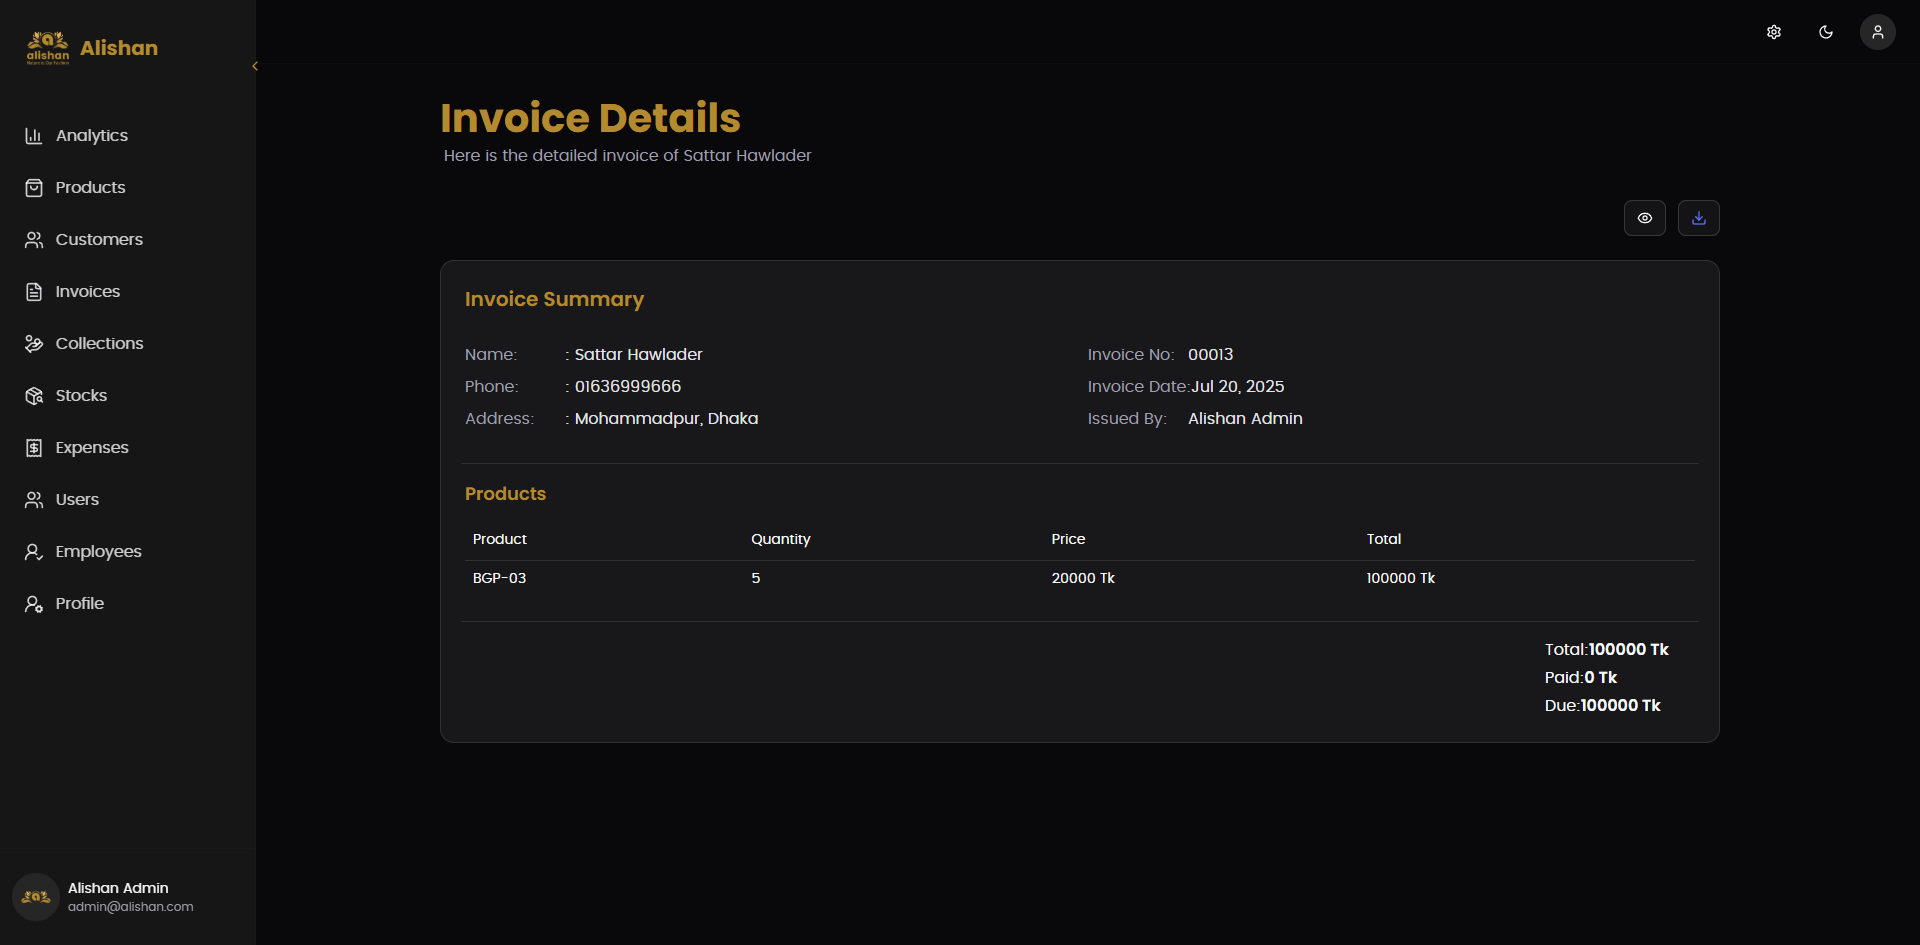 alishan
Alishan
Analytics
Products
Customers
Invoices
Collections
Stocks
Expenses
Users
Employees
Profile
Alishan Admin
admin@alishan.com
Invoice Details
Here is the detailed invoice of Sattar Hawlader
Invoice Summary
Name: : Sattar Hawlader
Phone: : 01636999666
Address: : Mohammadpur, Dhaka
Invoice No: 00013
Invoice Date:Jul 20, 2025
Issued By: Alishan Admin
Products
Product Quantity Price Total
BGP-03 5 20000 Tk 100000 Tk
Total:100000 Tk
Paid:0 Tk
Due:100000 Tk